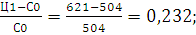 Ц1−С0/С0 = 621−504/504 = 0,232;